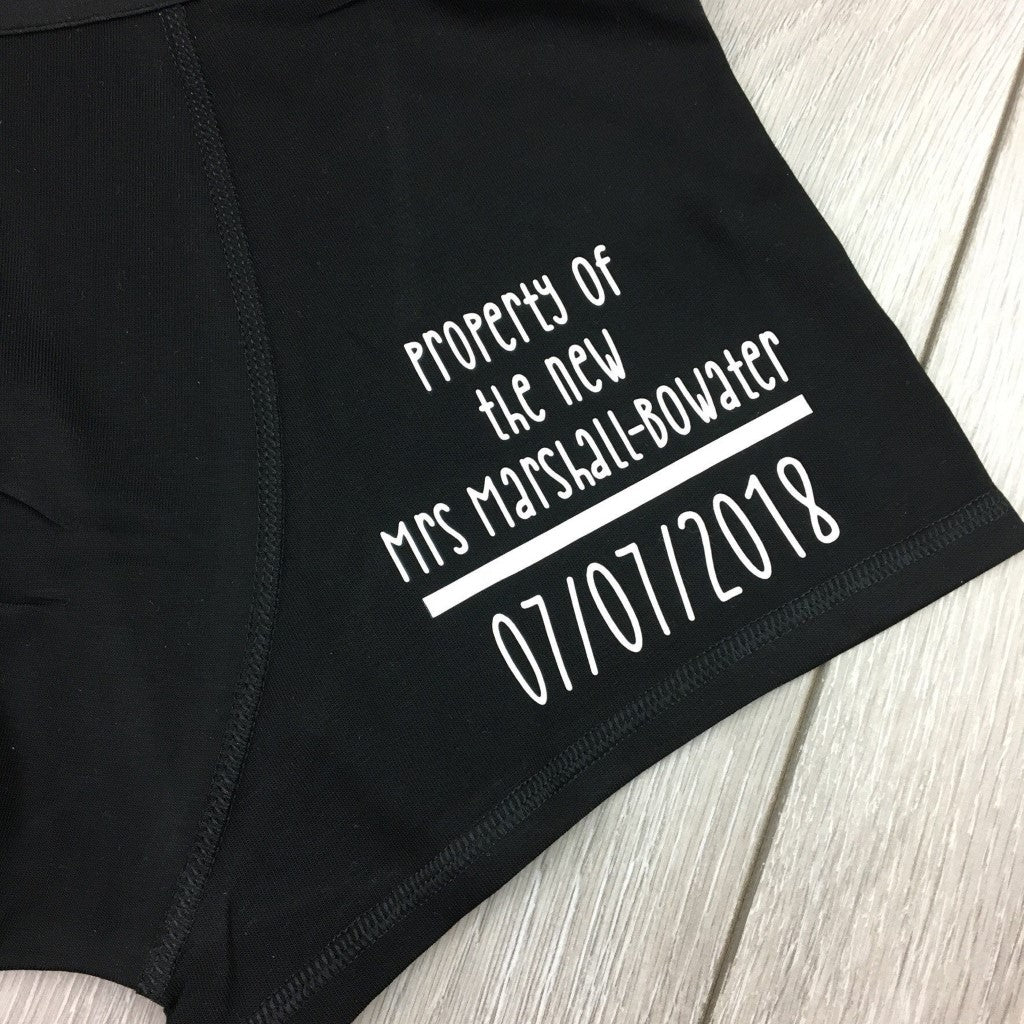 Property of
the new
Mrs Marshall-Bowater
07/07/2018